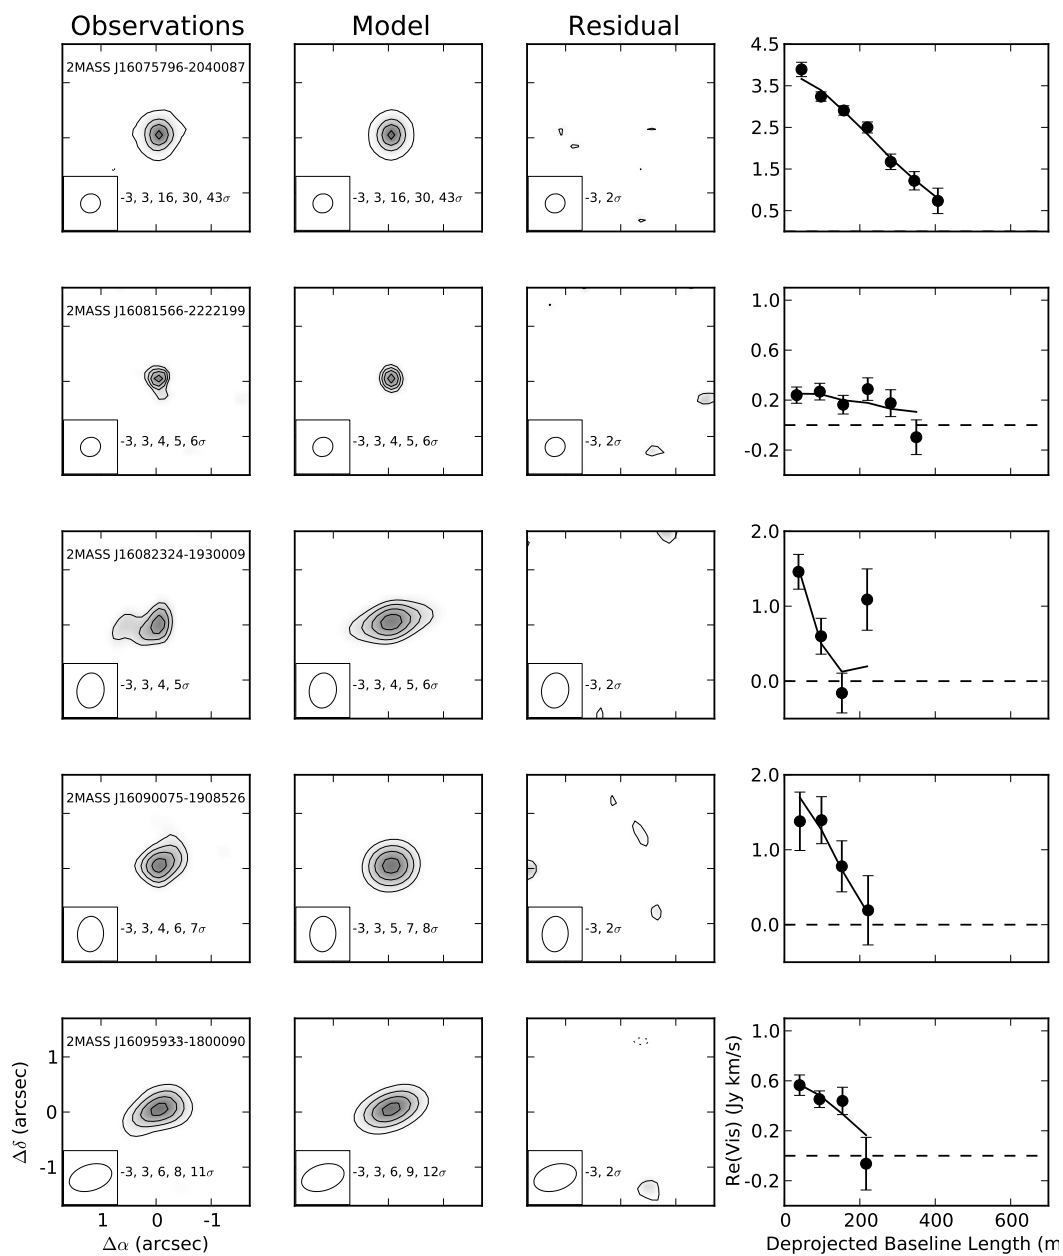 Observations Model Residual
2MASS J16075796-2040087
-3, 3, 16, 30, 43σ
-3, 3, 16, 30, 43σ
-3, 2σ
4.5
3.5
2.5
1.5
0.5
2MASS J16081566-2222199
-3, 3, 4, 5, 6σ
-3, 3, 4, 5, 6σ
-3, 2σ
1.0
0.6
0.2
-0.2
2MASS J16082324-1930009
-3, 3, 4, 5σ
-3, 3, 4, 5, 6σ
-3, 2σ
2.0
1.0
0.0
2MASS J16090075-1908526
-3, 3, 4, 6, 7σ
-3, 3, 5, 7, 8σ
-3, 2σ
2.0
1.0
0.0
2MASS J16095933-1800090
-3, 3, 6, 8, 11σ
-3, 3, 6, 9, 12σ
-3, 2σ
1
0
-1
Δδ (arcsec)
1 0 -1
Δα (arcsec)
Re(Vis) (Jy km/s)
1.0
0.6
0.2
-0.2
0 200 400 600
Deprojected Baseline Length (m